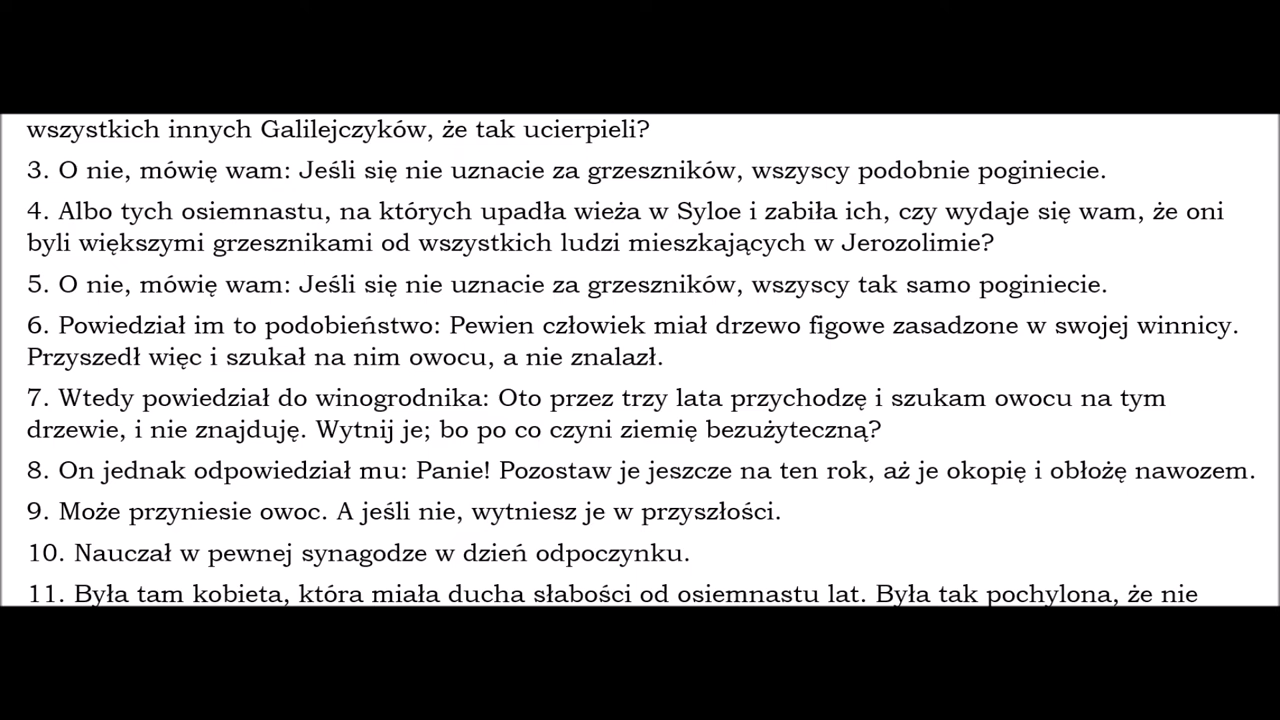 wszystkich innych Galilejczyków, że tak ucierpieli?
3. O nie, mówię wam: Jeśli się nie uznacie za grzeszników, wszyscy podobnie poginiecie.
4. Albo tych osiemnastu, na których upadła wieża w Syloe i zabiła ich, czy wydaje się wam, że oni
byli większymi grzesznikami od wszystkich ludzi mieszkających w Jerozolimie?
5. O nie, mówię wam: Jeśli się nie uznacie za grzeszników, wszyscy tak samo poginiecie.
6. Powiedział im to podobieństwo: Pewien człowiek miał drzewo figowe zasadzone w swojej winnicy.
Przyszedł więc i szukał na nim owocu, a nie znalazł.
7. Wtedy powiedział do winogrodnika: Oto przez trzy lata przychodzę i szukam owocu na tym
drzewie, i nie znajduję. Wytnij je; bo po co czyni ziemię bezużyteczną?
8. On jednak odpowiedział mu: Panie! Pozostaw je jeszcze na ten rok, aż je okopię i obłożę nawozem.
9. Może przyniesie owoc. A jeśli nie, wytniesz je w przyszłości.
10. Nauczał w pewnej synagodze w dzień odpoczynku.
11. Była tam kobieta, która miała ducha słabości od osiemnastu lat. Była tak pochylona, że nie